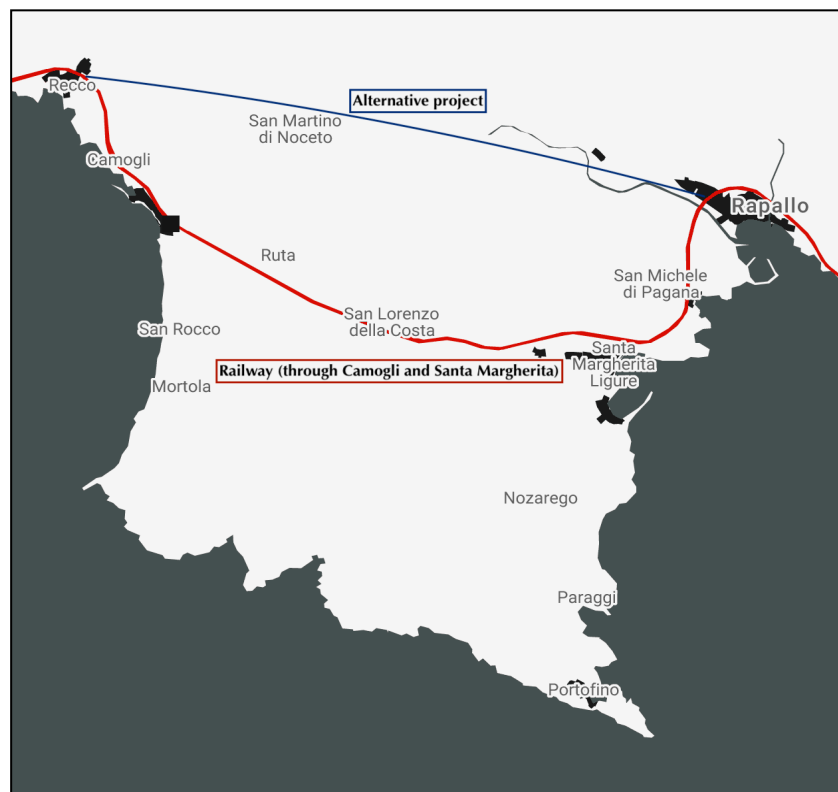 Recco
Alternative project
San Martino
di Noceto
Camogli
Rapallo
Ruta
San Michele
di Pagana
San Lorenzo
della Costa
San Rocco
Santa
Margherita
Ligure
Railway (through Camogli and Santa Margherita)
Mortola
Nozarego
Paraggi
Portofino